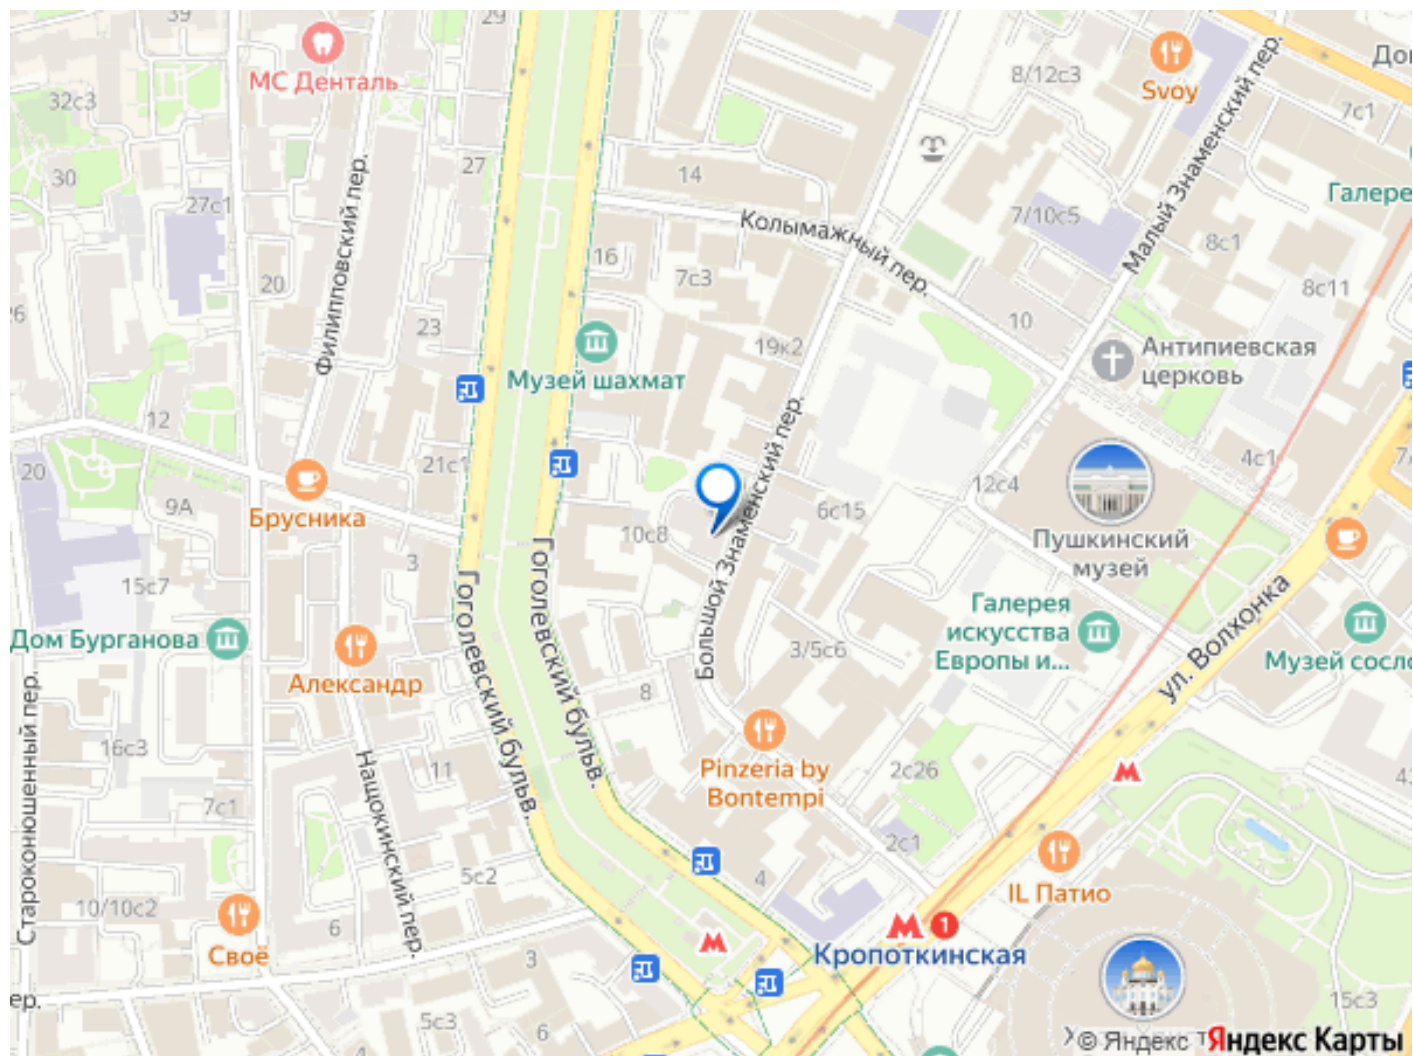 39
29
МС Денталь
32с3
30
27
27с1
Филипповский пер.
20
26
23
12
20
21с1
9А
Брусника
3
15с7
Дом Бурганова
Александр
Староконюшенный пер.
16с3
11
7с1
Нащокинский пер.
5с2
10/10с2
6
Своё
3
пер.
5с3
6
Гоголевский бульв.
Гоголевский бульв.
Svoy
8/12с3
7с1
Малый Знаменский пер.
14
Колымажный пер.
7/10с5
8с1
8с11
16
7с3
10
19к2
Музей шахмат
Антипиевская
церковь
Большой Знаменский пер.
4с1
12с4
6с15
10с8
Пушкинский
музей
Галерея
искусства
Европы и...
3/5с6
8
ул. Волхонка
Pinzeria by
Bontempi
2с26
2с1
4
IL Патио
Кропоткинская
1
15с3
© Яндекс
Яндекс Карты